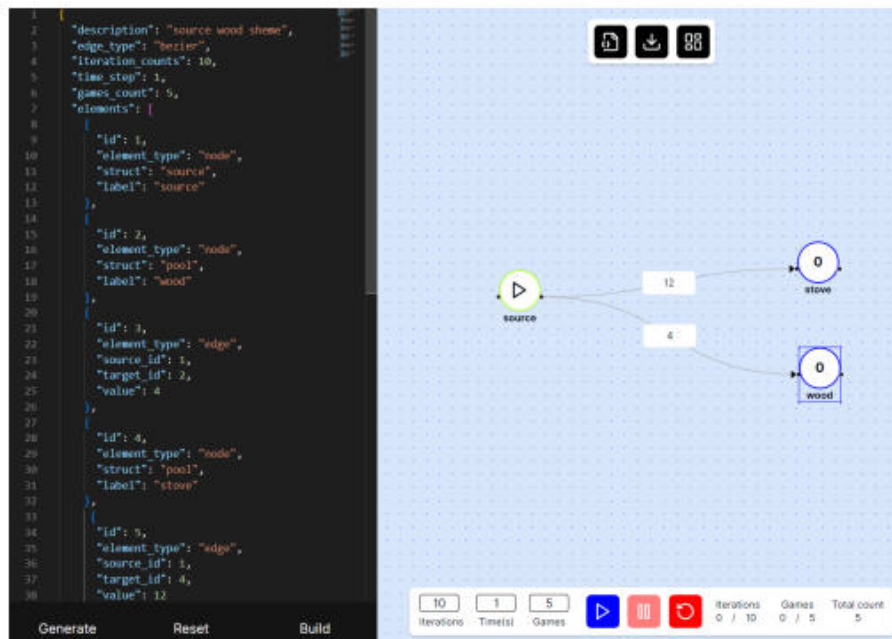 1 {
2 "description": "source wood sheme",
3 "edge_type": "bezier",
4 "iteration_counts": 10,
5 "time_step": 1,
6 "games_count": 5,
7 "elements": [
8 {
9 "id": 1,
10 "element_type": "node",
11 "struct": "source",
12 "label": "source"
13 },
14 {
15 "id": 2,
16 "element_type": "node",
17 "struct": "pool",
18 "label": "wood"
19 },
20 {
21 "id": 3,
22 "element_type": "edge",
23 "source_id": 1,
24 "target_id": 2,
25 "value": 4
26 },
27 {
28 "id": 4,
29 "element_type": "node",
30 "struct": "pool",
31 "label": "stove"
32 },
33 {
34 "id": 5,
35 "element_type": "edge",
36 "source_id": 1,
37 "target_id": 4,
38 "value": 12
Generate Reset Build
12
0
stove
source
4
0
wood
10 1 5
Iterations Time(s) Games
Iterations Games Total count
0 / 10 0 / 5 5